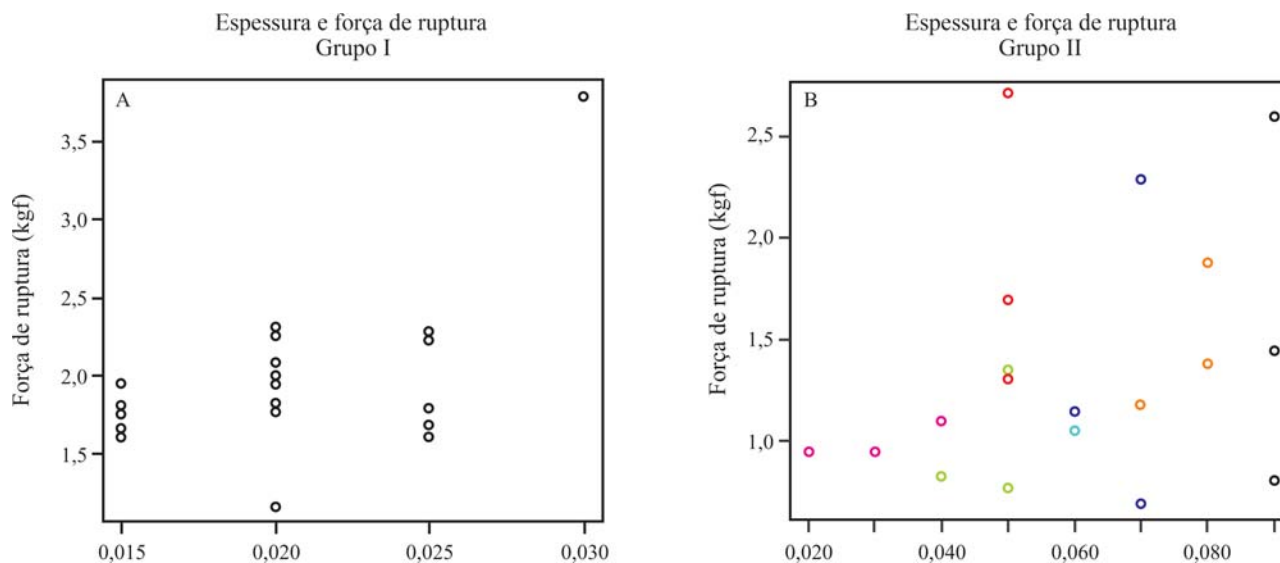 Espessura e força de ruptura
Grupo I
A
Força de ruptura (kgf)
3,5
3,0
2,5
2,0
1,5
0,015 0,020 0,025 0,030
Espessura e força de ruptura
Grupo II
B
Força de ruptura (kgf)
2,5
2,0
1,5
1,0
0,020 0,040 0,060 0,080